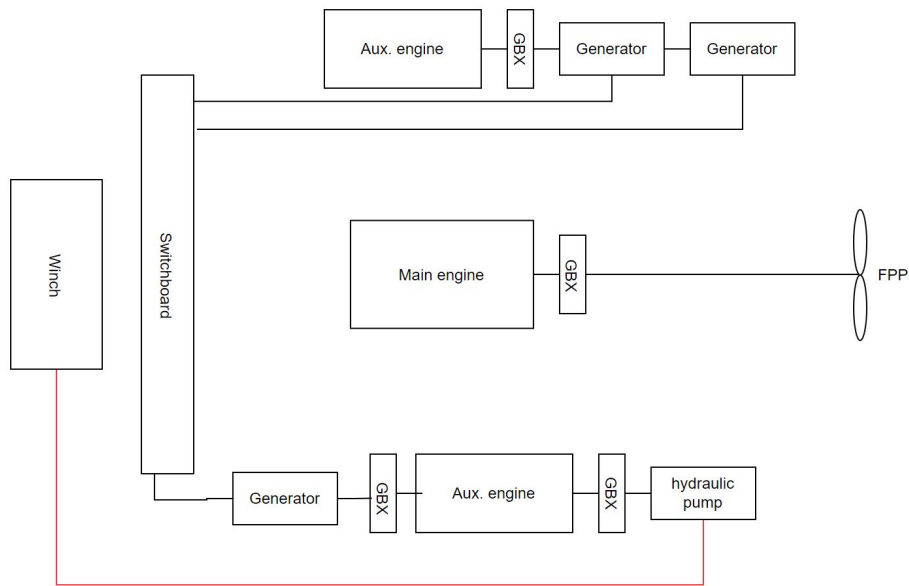 Aux. engine
GBX
Generator
Generator
Switchboard
Winch
Main engine
GBX
FPP
Generator
GBX
Aux. engine
GBX
hydraulic
pump